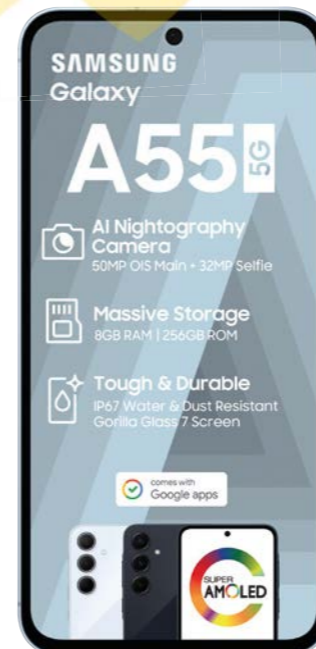 SAMSUNG
Galaxy
A55 5G
AI Nightography
Camera
50MP OIS Main • 32MP Selfie
Massive Storage
8GB RAM | 256GB ROM
Tough & Durable
IP67 Water & Dust Resistant
Gorilla Glass 7 Screen
comes with
Google apps
SUPER
AMOLED